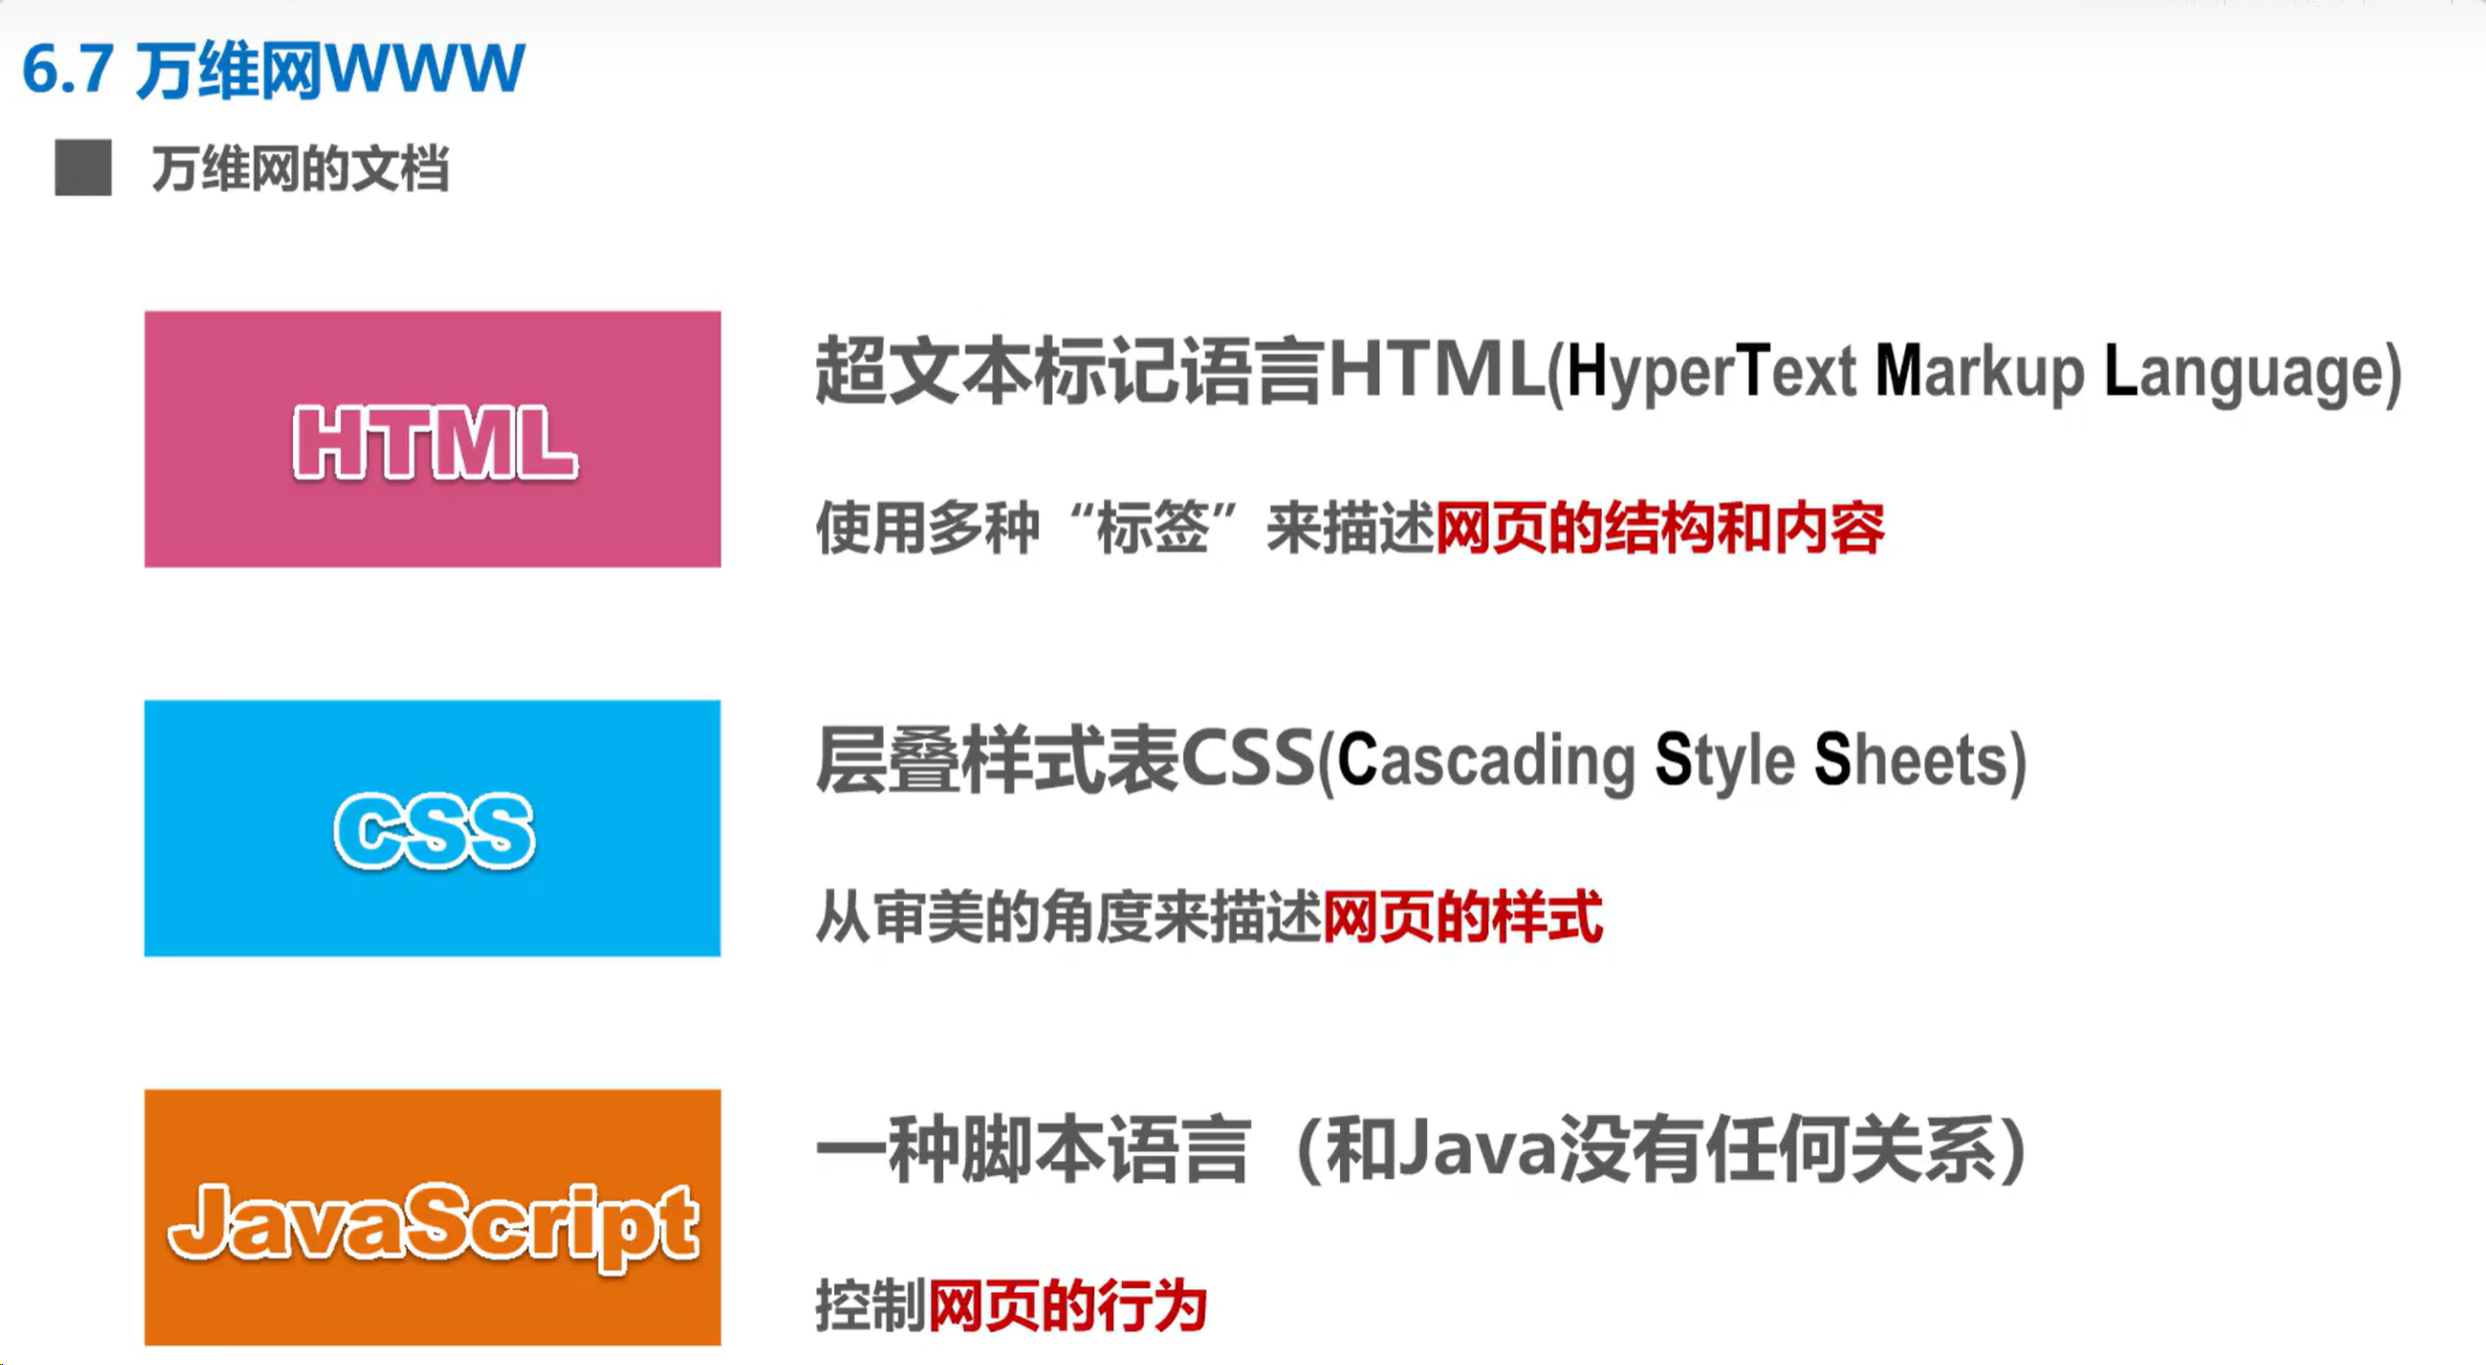 6.7 万维网WWW
万维网的文档
HTML
超文本标记语言HTML(HyperText Markup Language)
使用多种“标签”来描述网页的结构和内容
CSS
层叠样式表CSS(Cascading Style Sheets)
从审美的角度来描述网页的样式
JavaScript
一种脚本语言（和Java没有任何关系）
控制网页的行为